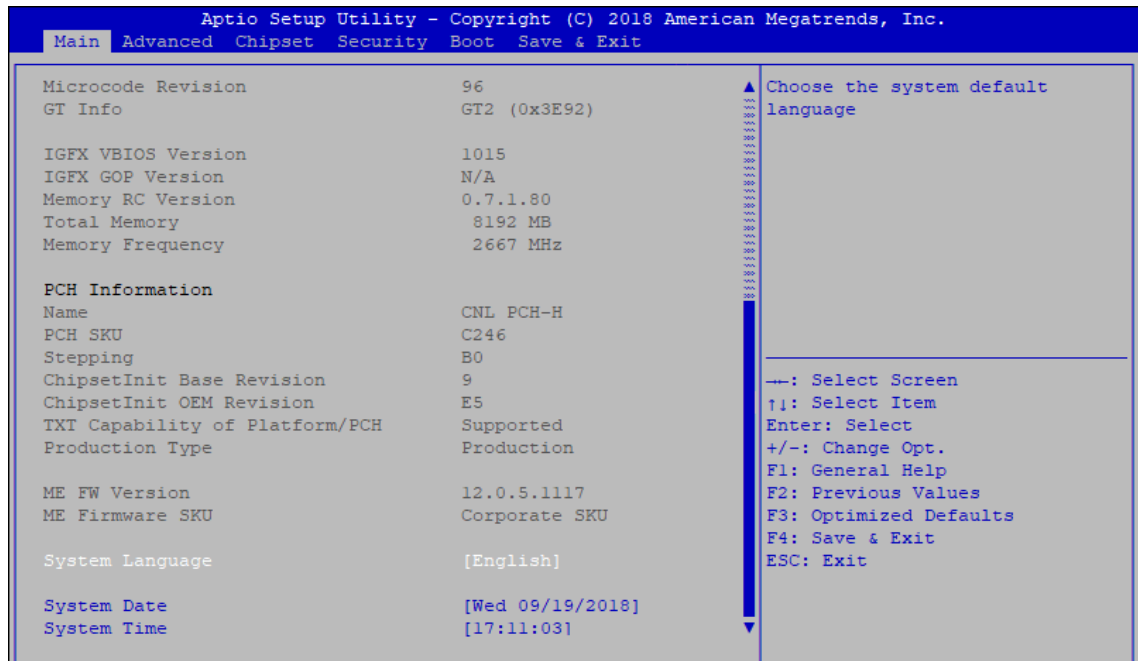 Aptio Setup Utility - Copyright (C) 2018 American Megatrends, Inc.
Main Advanced Chipset Security Boot Save & Exit
Microcode Revision 96
GT Info GT2 (0x3E92)
IGFX VBIOS Version 1015
IGFX GOP Version N/A
Memory RC Version 0.7.1.80
Total Memory 8192 MB
Memory Frequency 2667 MHz
PCH Information
Name CNL PCH-H
PCH SKU C246
Stepping B0
ChipsetInit Base Revision 9
ChipsetInit OEM Revision E5
TXT Capability of Platform/PCH Supported
Production Type Production
ME FW Version 12.0.5.1117
ME Firmware SKU Corporate SKU
System Language [English]
System Date [Wed 09/19/2018]
System Time [17:11:03]
Choose the system default
language
→←: Select Screen
↑↓: Select Item
Enter: Select
+/-: Change Opt.
F1: General Help
F2: Previous Values
F3: Optimized Defaults
F4: Save & Exit
ESC: Exit